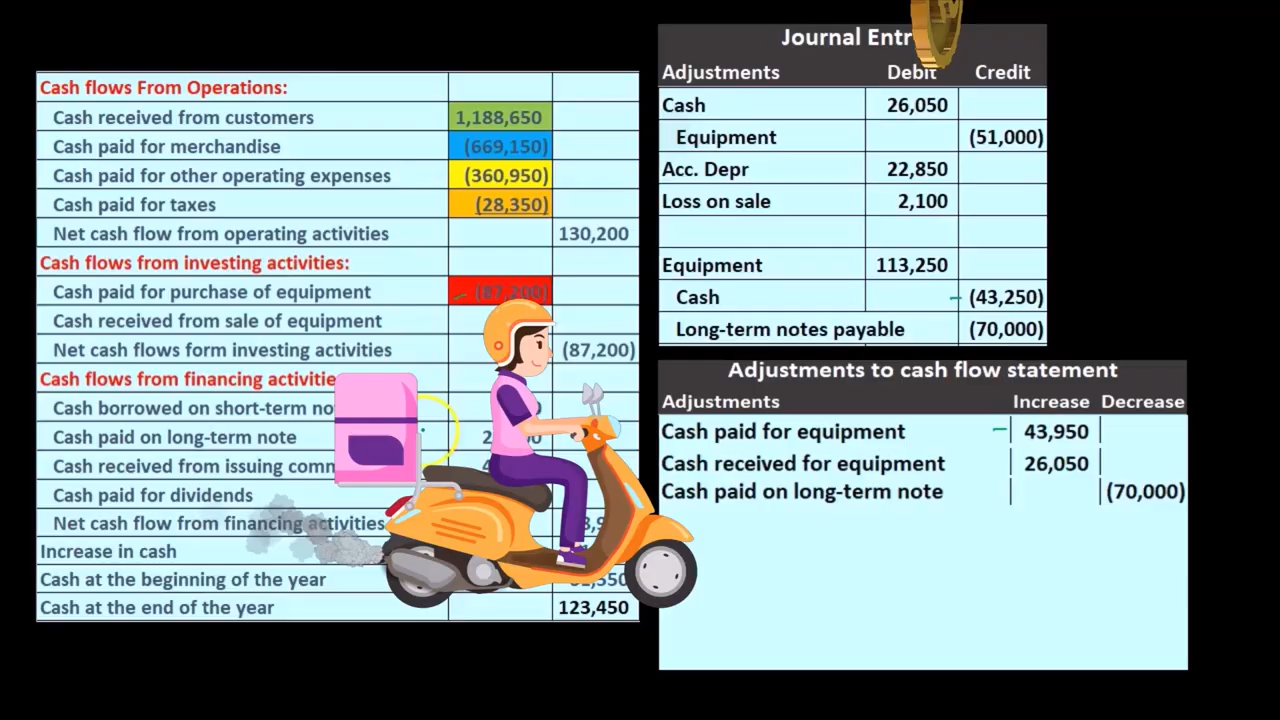 Cash flows From Operations:
Cash received from customers 1,188,650
Cash paid for merchandise (669,150)
Cash paid for other operating expenses (360,950)
Cash paid for taxes (28,350)
Net cash flow from operating activities 130,200
Cash flows from investing activities:
Cash paid for purchase of equipment (87,200)
Cash received from sale of equipment
Net cash flows form investing activities (87,200)
Cash flows from financing
Cash borrowed on short-term
Cash paid on long-term note
Cash received from issuing
Cash paid for dividends
Net cash flow from financing activities
Increase in cash
Cash at the beginning of the year
Cash at the end of the year 123,450
Journal
Adjustments Debit Credit
Cash 26,050
Equipment (51,000)
Acc. Depr 22,850
Loss on sale 2,100
Equipment 113,250
Cash (43,250)
Long-term notes payable (70,000)
Adjustments to cash flow statement
Adjustments Increase Decrease
Cash paid for equipment 43,950
Cash received for equipment 26,050
Cash paid on long-term note (70,000)